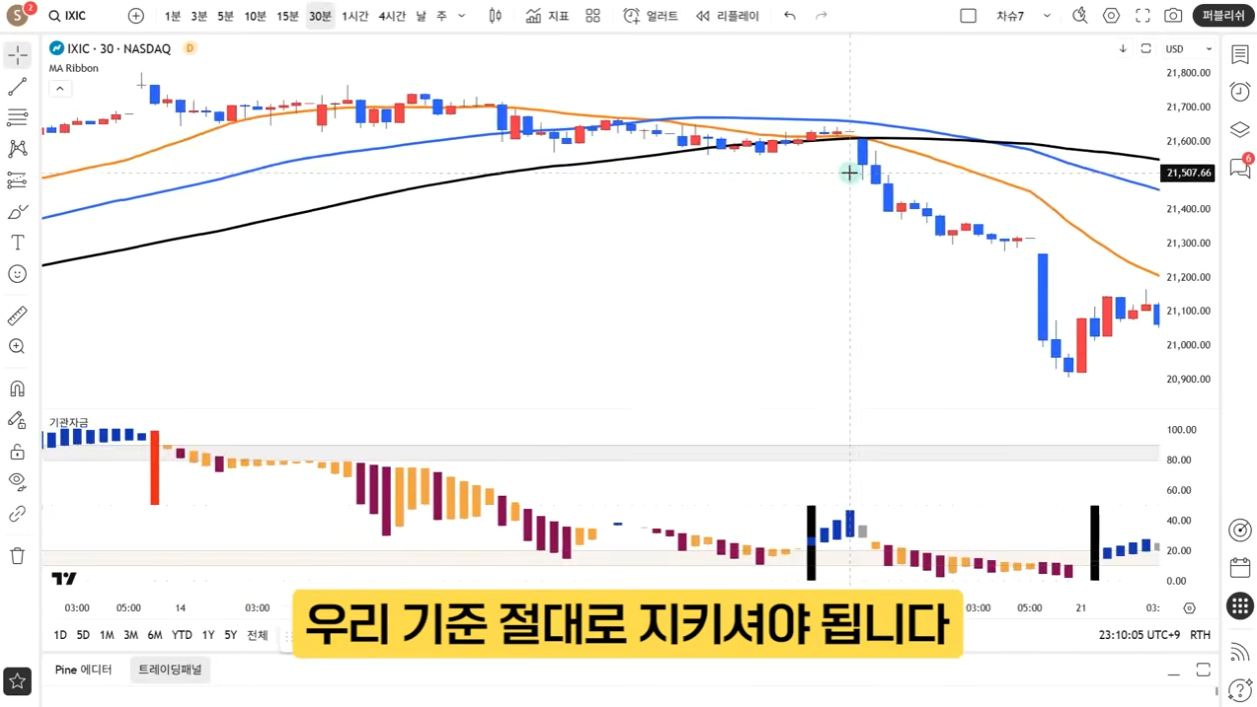 S 2 IXIC 1분 3분 5분 10분 15분 30분 1시간 4시간 날 주 지표 얼러트 리플레이 차슈7 퍼블리쉬
IXIC · 30 · NASDAQ D USD
MA Ribbon
21,800.00
21,700.00
21,600.00
21,507.66
21,400.00
21,300.00
21,200.00
21,100.00
21,000.00
20,900.00
6
기관자금
100.00
80.00
60.00
40.00
20.00
0.00
03:00 05:00 14 03:00 03:00 05:00 21 03:
1D 5D 1M 3M 6M YTD 1Y 5Y 전체 23:10:05 UTC+9 RTH
우리 기준 절대로 지키셔야 됩니다
Pine 에디터 트레이딩패널